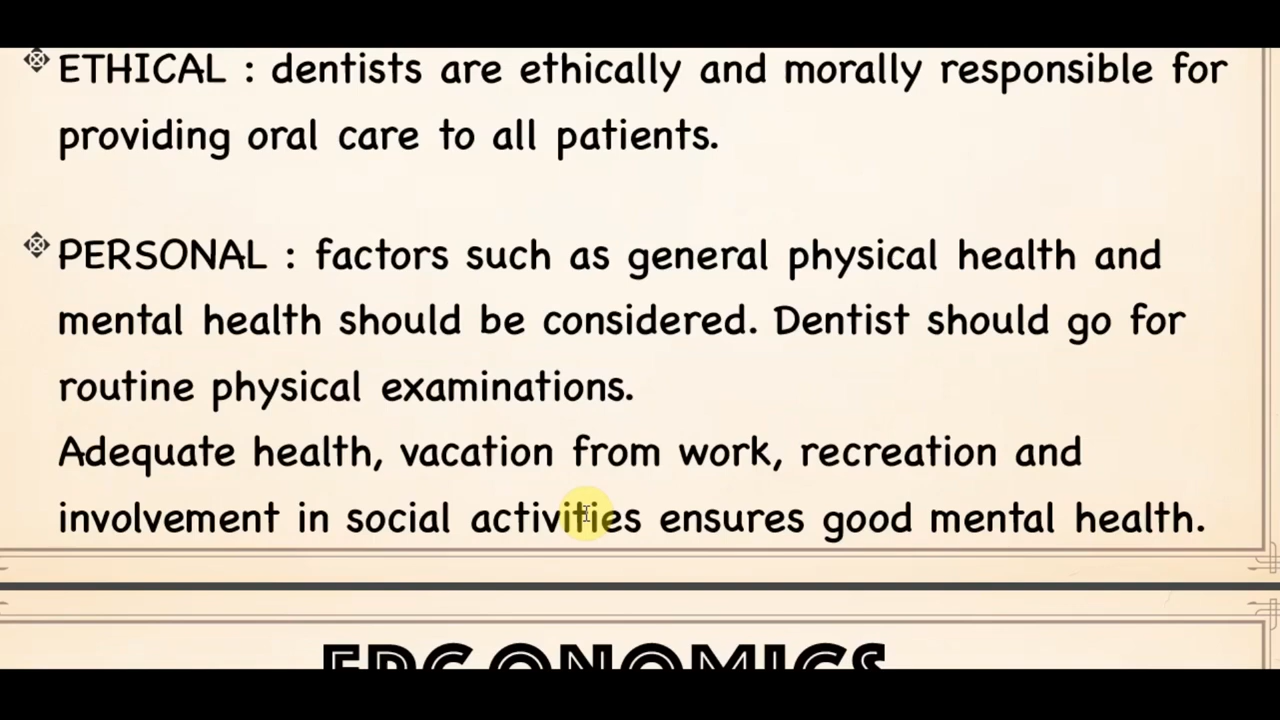 ETHICAL : dentists are ethically and morally responsible for
providing oral care to all patients.
PERSONAL : factors such as general physical health and
mental health should be considered. Dentist should go for
routine physical examinations.
Adequate health, vacation from work, recreation and
involvement in social activities ensures good mental health.
ERGONOMICS